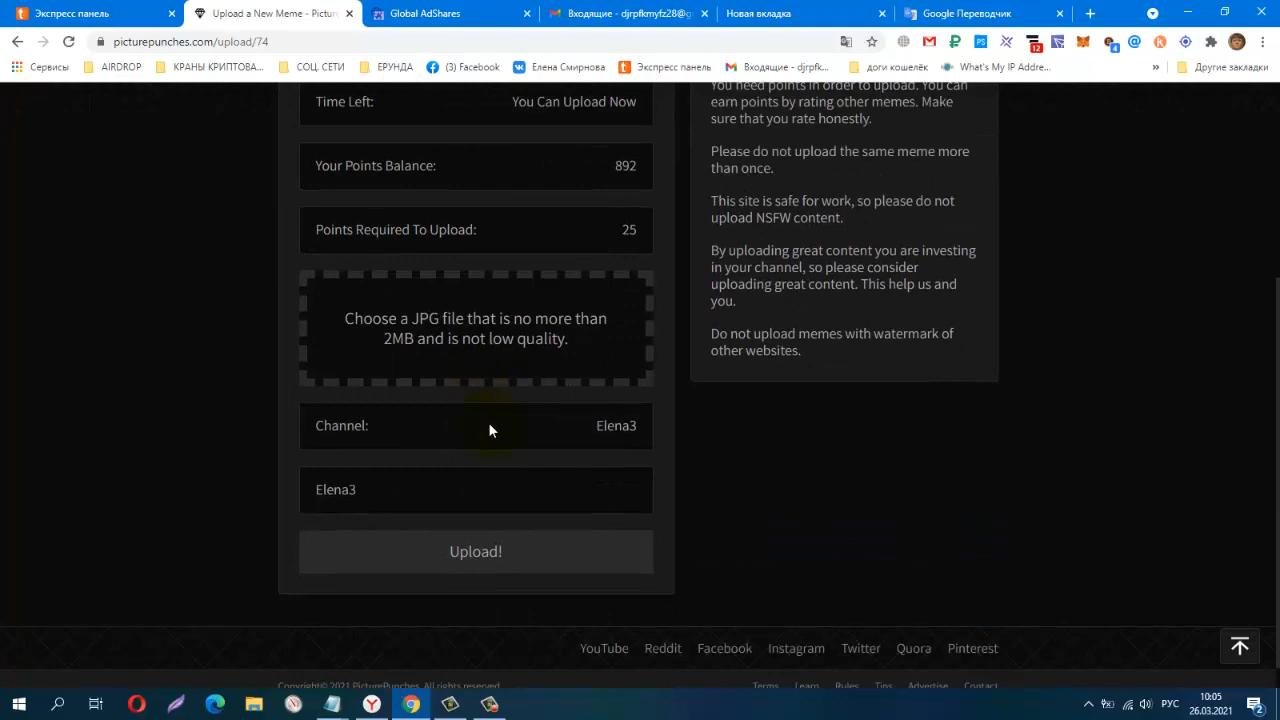 Экспресс панель
Upload a New Meme - Picture
Global AdShares
Входящие - djrpfkmyfz28@g
Новая вкладка
Google Переводчик
picturepunches.com/upload/74
12
4
Сервисы
AIRDROP
КРАНЫ КРИПТОВА...
СОЦ. СЕТИ
ЕРУНДА
(3) Facebook
Елена Смирнова
Экспресс панель
Входящие - djrpfk...
доги кошелёк
What's My IP Addre...
»
Другие закладки
Time Left:
You Can Upload Now
Your Points Balance:
892
Points Required To Upload:
25
Choose a JPG file that is no more than
2MB and is not low quality.
Channel:
Elena3
Elena3
Upload!
You need points in order to upload. You can
earn points by rating other memes. Make
sure that you rate honestly.
Please do not upload the same meme more
than once.
This site is safe for work, so please do not
upload NSFW content.
By uploading great content you are investing
in your channel, so please consider
uploading great content. This help us and
you.
Do not upload memes with watermark of
other websites.
YouTube Reddit Facebook Instagram Twitter Quora Pinterest
Copyright© 2021 PicturePunches. All rights reserved.
Terms Learn Rules Tips Advertise Contact
РУС
10:05
26.03.2021
2